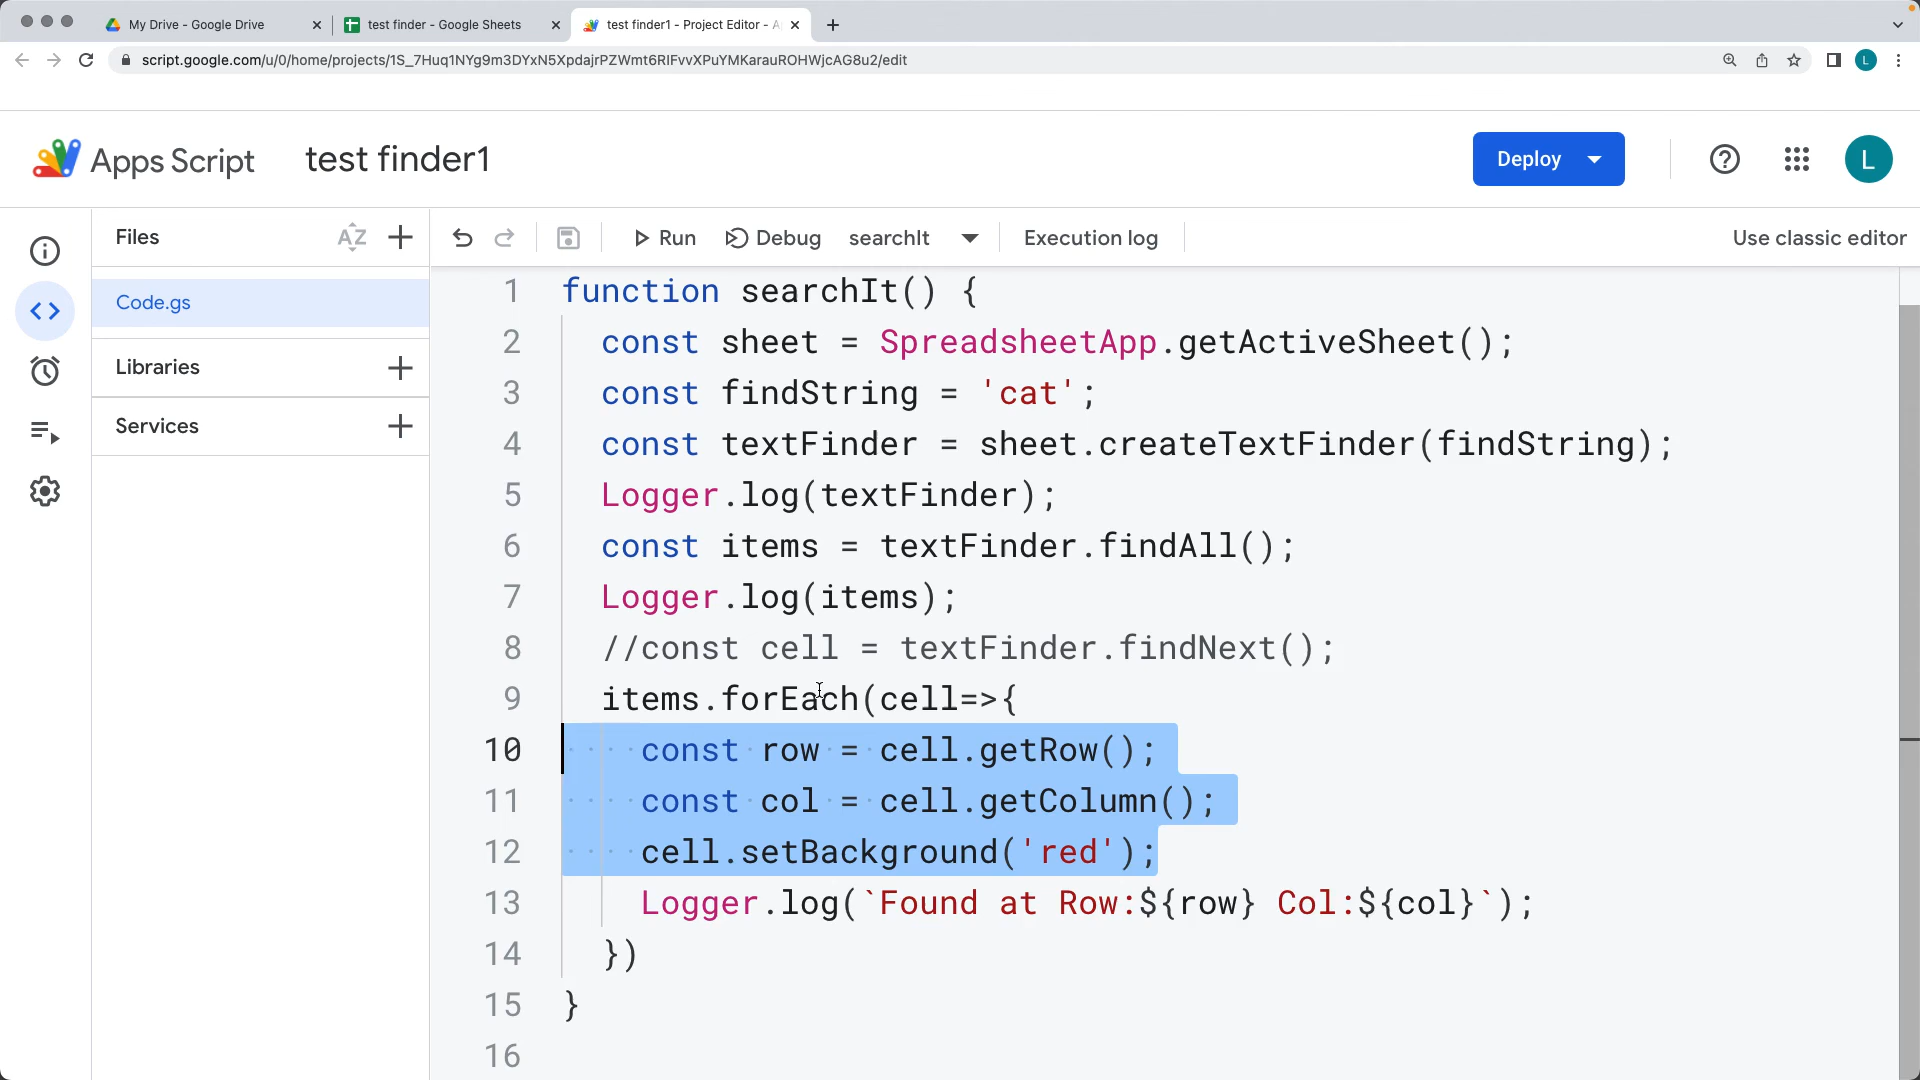 My Drive - Google Drive
test finder - Google Sheets
test finder1 - Project Editor - A
script.google.com/u/0/home/projects/1S_7Huq1NYg9m3DYxN5XpdajrPZWmt6RIFvvXPuYMKarauROHWjcAG8u2/edit
L
Apps Script
test finder1
Deploy
L
Files
AZ
Run
Debug
searchIt
Execution log
Use classic editor
Code.gs
Libraries
Services
1 function searchIt() {
2 const sheet = SpreadsheetApp.getActiveSheet();
3 const findString = 'cat';
4 const textFinder = sheet.createTextFinder(findString);
5 Logger.log(textFinder);
6 const items = textFinder.findAll();
7 Logger.log(items);
8 //const cell = textFinder.findNext();
9 items.forEach(cell=>{
10 const row = cell.getRow();
11 const col = cell.getColumn();
12 cell.setBackground('red');
13 Logger.log(`Found at Row:${row} Col:${col}`);
14 })
15 }
16